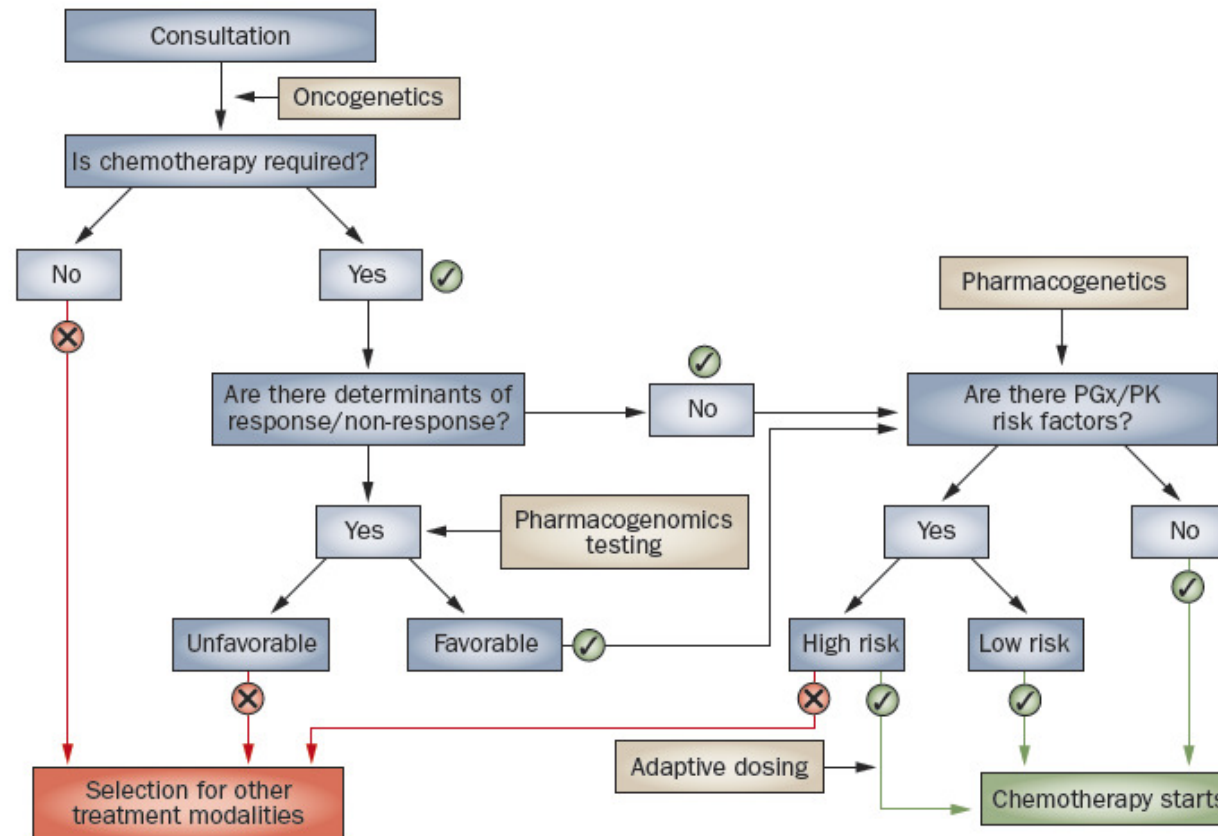 Consultation
Oncogenetics
Is chemotherapy required?
No
Yes
Pharmacogenetics
Are there determinants of
response/non-response?
No
Are there PGx/PK
risk factors?
Yes
Pharmacogenomics
testing
Yes
No
Unfavorable
Favorable
High risk
Low risk
Adaptive dosing
Selection for other
treatment modalities
Chemotherapy starts